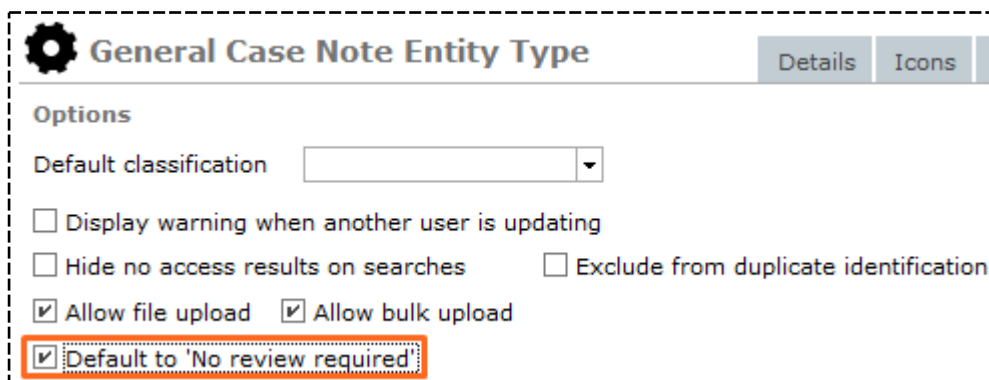 General Case Note Entity Type
Details Icons
Options
Default classification
Display warning when another user is updating
Hide no access results on searches Exclude from duplicate identification
Allow file upload Allow bulk upload
Default to 'No review required'